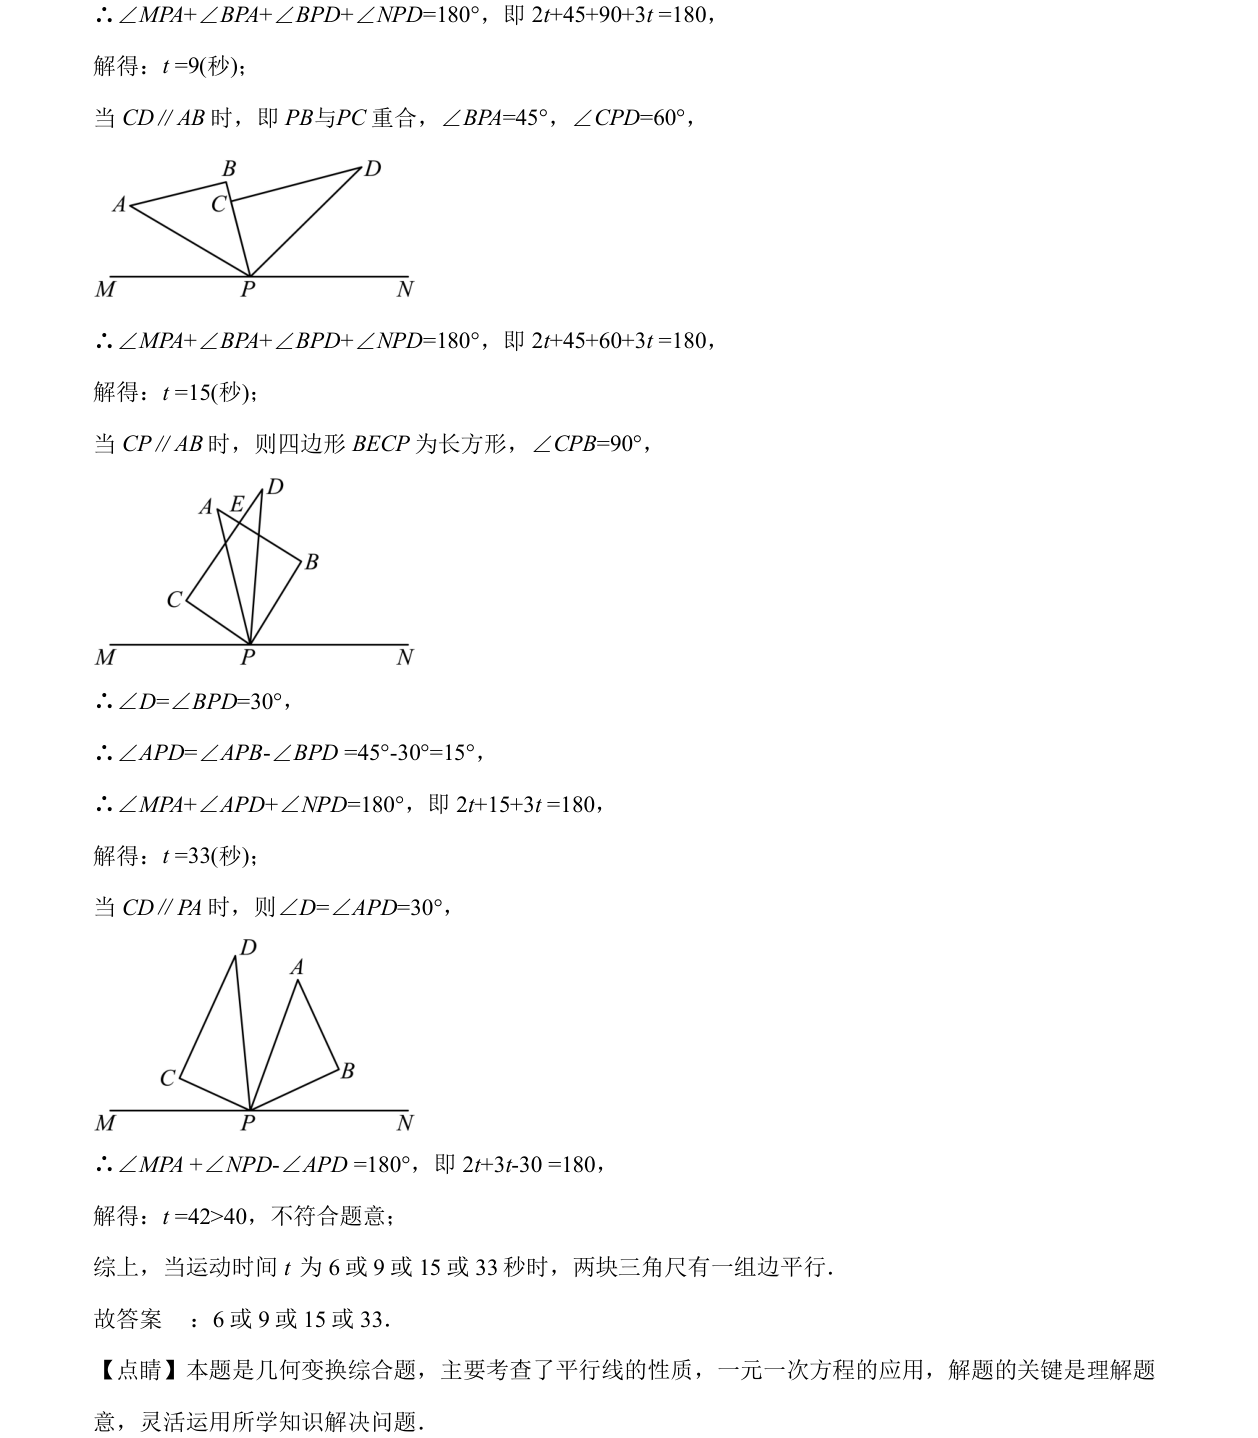 ∴∠MPA+∠BPA+∠BPD+∠NPD=180°，即 2t+45+90+3t =180，
解得：t =9(秒)；
当 CD∥AB 时，即 PB与PC 重合，∠BPA=45°，∠CPD=60°，
B
D
A
C
M
P
N
∴∠MPA+∠BPA+∠BPD+∠NPD=180°，即 2t+45+60+3t =180，
解得：t =15(秒)；
当 CP∥AB 时，则四边形 BECP 为长方形，∠CPB=90°，
D
A
E
B
C
M
P
N
∴∠D=∠BPD=30°，
∴∠APD=∠APB-∠BPD =45°-30°=15°，
∴∠MPA+∠APD+∠NPD=180°，即 2t+15+3t =180，
解得：t =33(秒)；
当 CD∥PA 时，则∠D=∠APD=30°，
D
A
C
B
M
P
N
∴∠MPA +∠NPD-∠APD =180°，即 2t+3t-30 =180，
解得：t =42>40，不符合题意；
综上，当运动时间 t 为 6 或 9 或 15 或 33 秒时，两块三角尺有一组边平行．
故答案 ：6 或 9 或 15 或 33．
【点睛】本题是几何变换综合题，主要考查了平行线的性质，一元一次方程的应用，解题的关键是理解题
意，灵活运用所学知识解决问题．